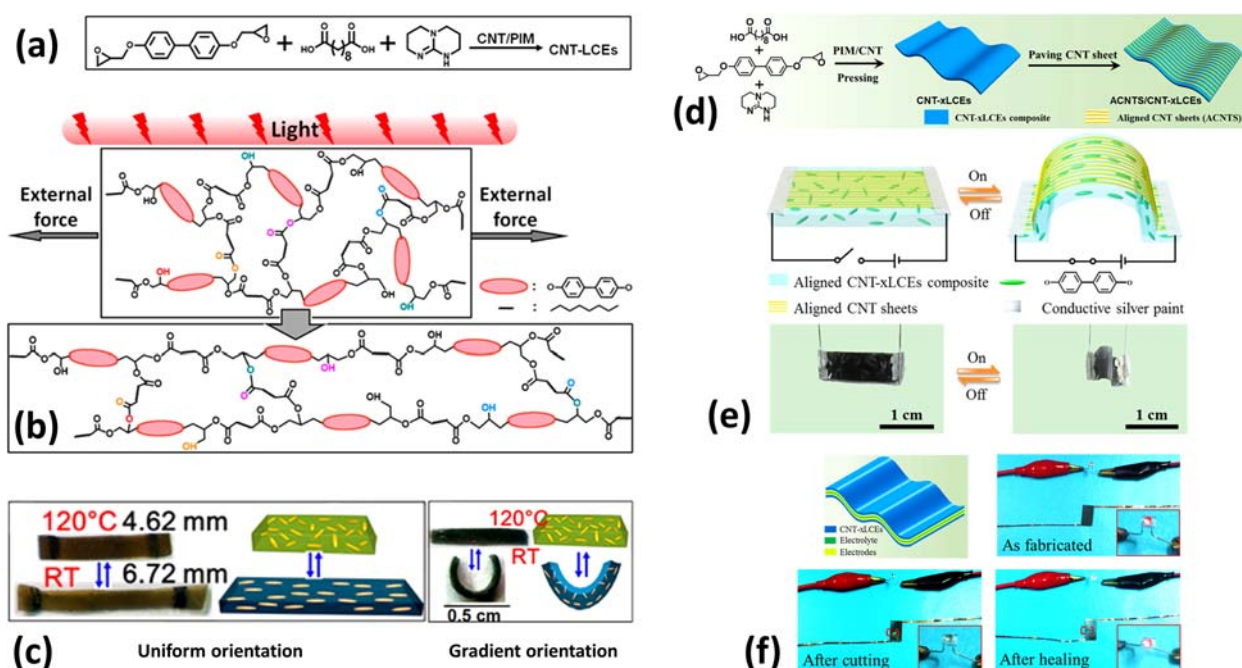 (a)
O
O
O
O
+
HO
O
8
O
OH
+
N
N
N
H
CNT/PIM
CNT-LCEs
Light
External
force
External
force
:
:
(b)
120°C 4.62 mm
RT 6.72 mm
120°C
RT
0.5 cm
(c)
Uniform orientation
Gradient orientation
(d)
PIM/CNT
Pressing
CNT-xLCEs
Paving CNT sheet
ACNTS/CNT-xLCEs
CNT-xLCEs composite
Aligned CNT sheets (ACNTS)
On
Off
Aligned CNT-xLCEs composite
Aligned CNT sheets
Conductive silver paint
(e)
On
Off
1 cm
1 cm
CNT-xLCEs
Electrolyte
Electrodes
As fabricated
After cutting
After healing
(f)